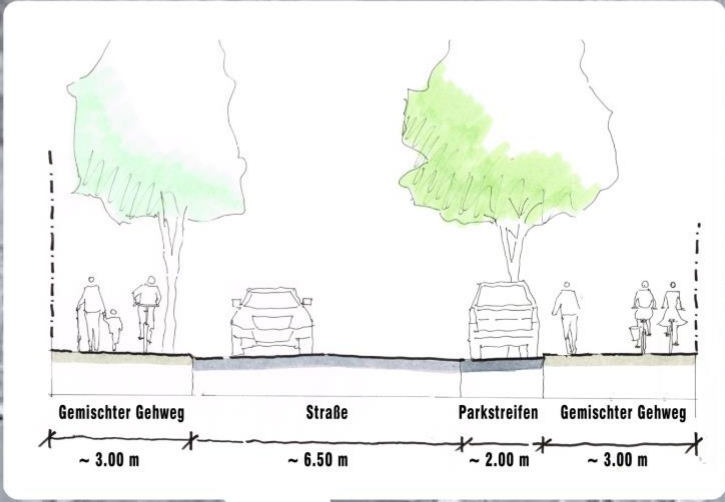 Gemischter Gehweg Straße Parkstreifen Gemischter Gehweg
~ 3.00 m ~ 6.50 m ~ 2.00 m ~ 3.00 m